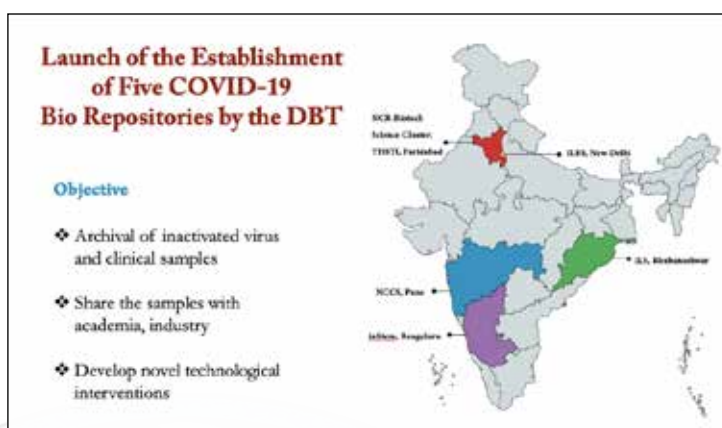 Launch of the Establishment
of Five COVID-19
Bio Repositories by the DBT
Objective
❖ Archival of inactivated virus
and clinical samples
❖ Share the samples with
academia, industry
❖ Develop novel technological
interventions
NCR-Biotech
Science Cluster,
THSTI, Faridabad
ILBS, New Delhi
ILS, Bhubaneshwar
NCCS, Pune
InStem, Bengaluru